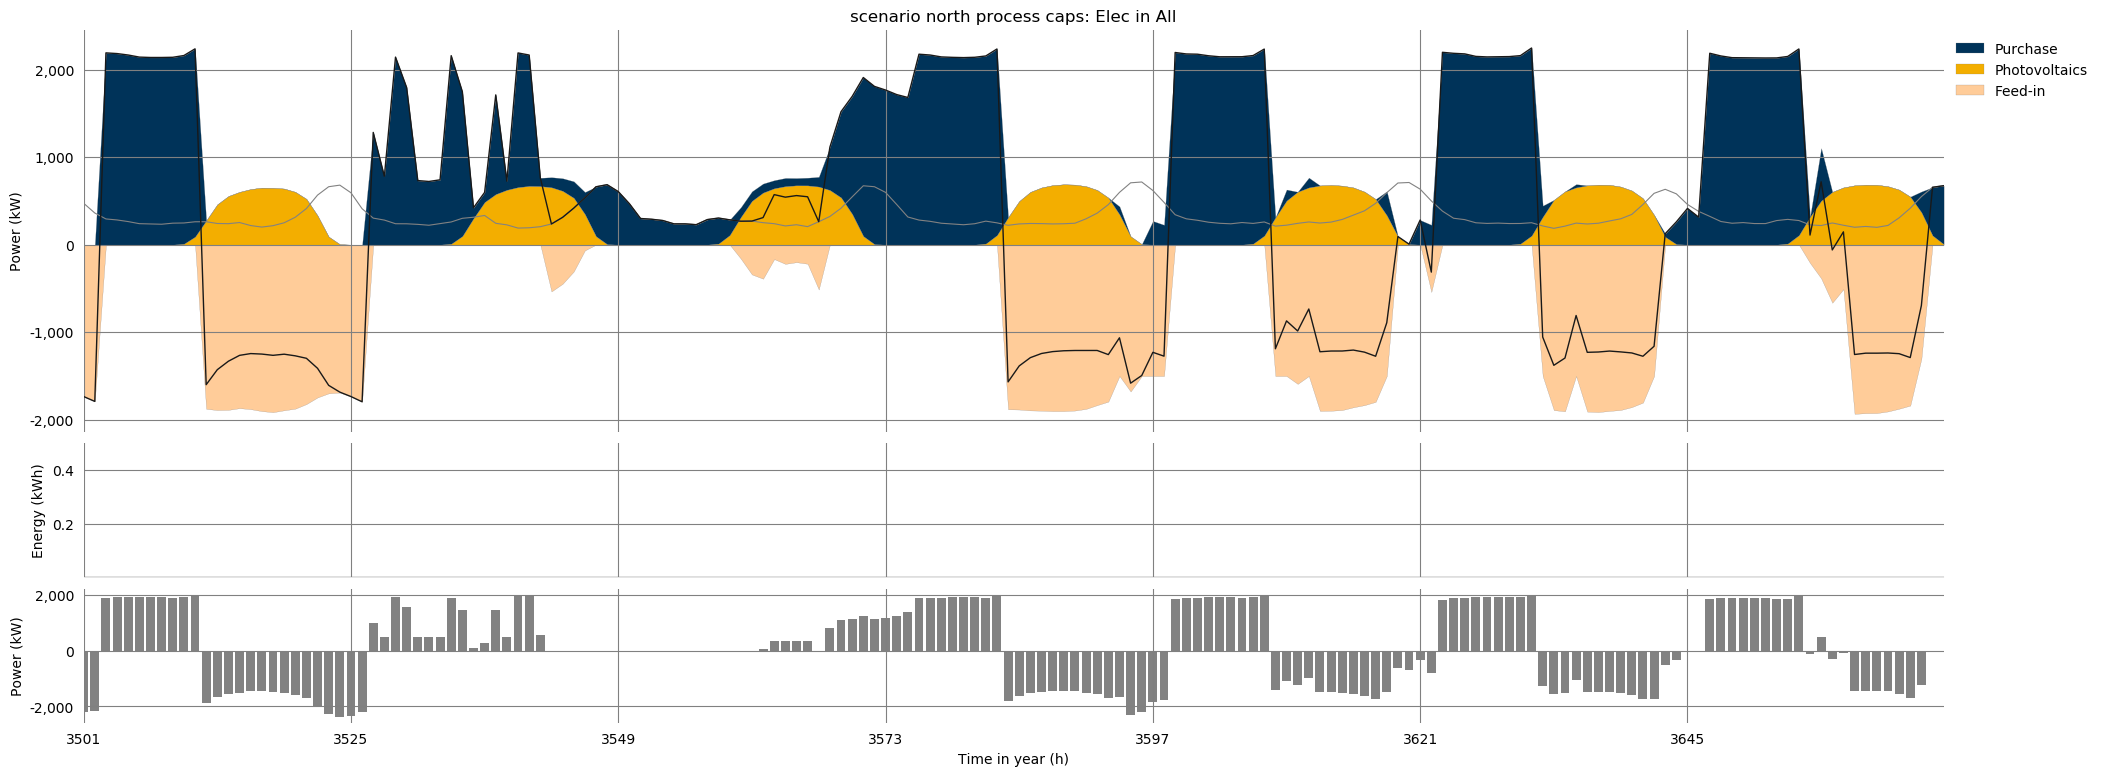 scenario north process caps: Elec in All
Purchase
Photovoltaics
Feed-in
Power (kW)
2,000
1,000
0
-1,000
-2,000
Energy (kWh)
0.4
0.2
Power (kW)
2,000
0
-2,000
3501 3525 3549 3573 3597 3621 3645
Time in year (h)